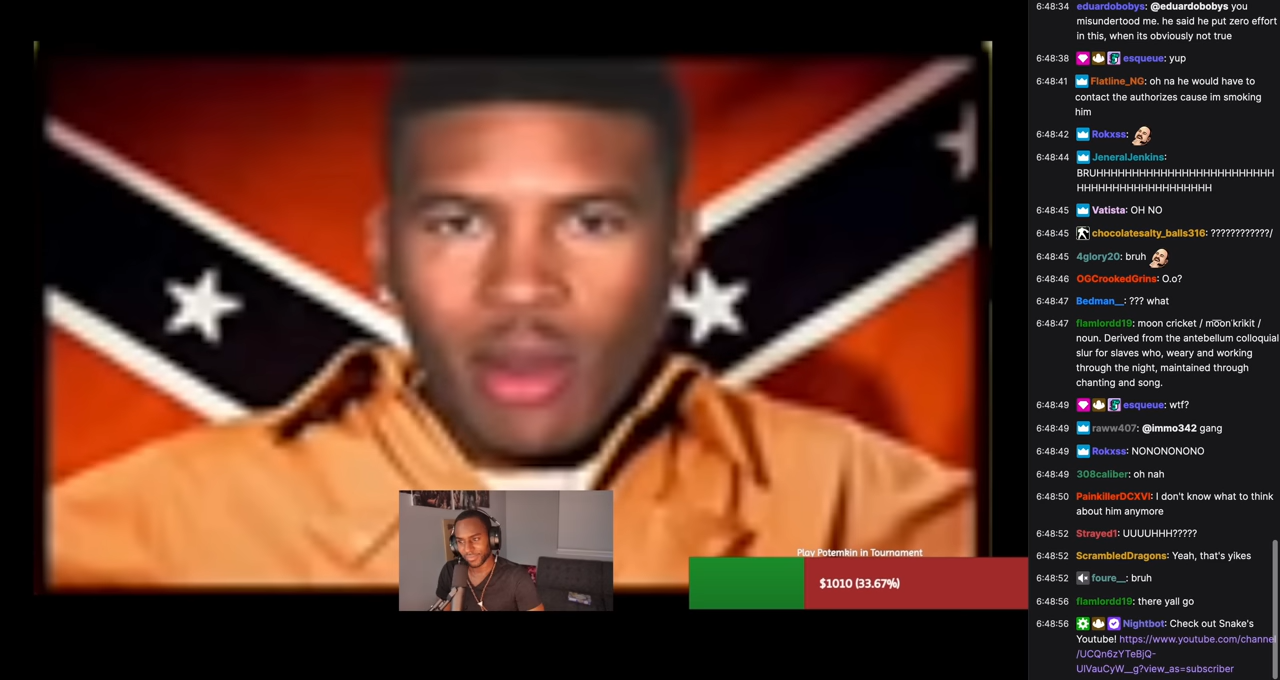 Play Potemkin in Tournament
$1010 (33.67%)
6:48:34 eduardobobys: @eduardobobys you
misunderstood me. he said he put zero effort
in this, when its obviously not true
6:48:38 esqueue: yup
6:48:41 Flatline_NG: oh na he would have to
contact the authorizes cause im smoking
him
6:48:42 Rokxss:
6:48:44 JeneralJenkins:
BRUHHHHHHHHHHHHHHHHHHHHHHHHH
HHHHHHHHHHHHHHHHHHH
6:48:45 Vatista: OH NO
6:48:45 chocolatesalty_balls316: ????????????/
6:48:45 4glory20: bruh
6:48:46 OGCrookedGrins: O.o?
6:48:47 Bedman__: ??? what
6:48:47 flamlordd19: moon cricket / mo͞on krikit /
noun. Derived from the antebellum colloquial
slur for slaves who, weary and working
through the night, maintained through
chanting and song.
6:48:49 esqueue: wtf?
6:48:49 raww407: @immo342 gang
6:48:49 Rokxss: NONONONONO
6:48:49 308caliber: oh nah
6:48:50 PainkillerDCXVI: I don't know what to think
about him anymore
6:48:52 Strayed1: UUUUHHH?????
6:48:52 ScrambledDragons: Yeah, that's yikes
6:48:52 foure__: bruh
6:48:56 flamlordd19: there yall go
6:48:56 Nightbot: Check out Snake's
Youtube! https://www.youtube.com/channel
/UCQn6zYTeBjQ-
UlVauCyW__g?view_as=subscriber